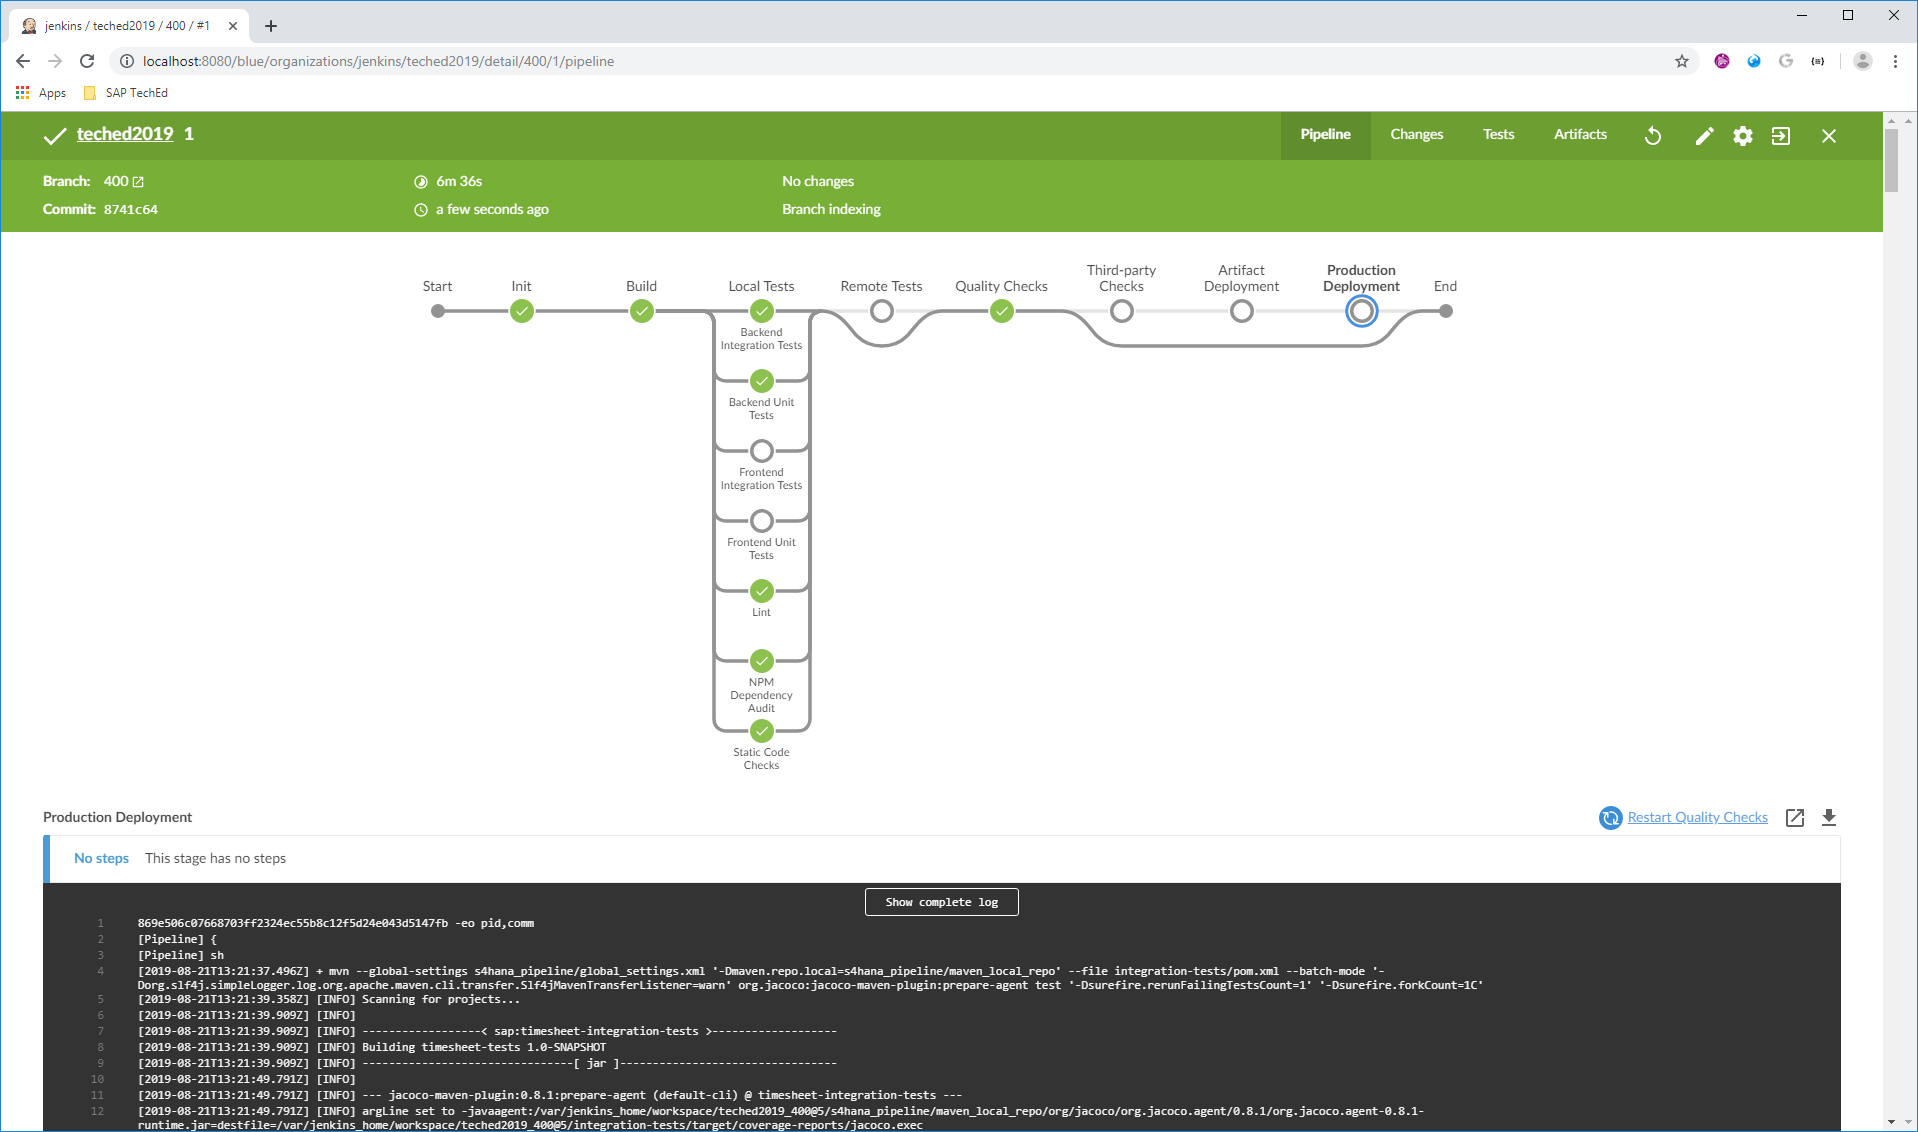 jenkins / teched2019 / 400 / #1
localhost:8080/blue/organizations/jenkins/teched2019/detail/400/1/pipeline
Apps
SAP TechEd
teched2019 1
Pipeline
Changes
Tests
Artifacts
Branch: 400
6m 36s
No changes
Commit: 8741c64
a few seconds ago
Branch indexing
Start
Init
Build
Local Tests
Remote Tests
Quality Checks
Third-party
Checks
Artifact
Deployment
Production
Deployment
End
Backend
Integration Tests
Backend Unit
Tests
Frontend
Integration Tests
Frontend Unit
Tests
Lint
NPM
Dependency
Audit
Static Code
Checks
Production Deployment
Restart Quality Checks
No steps This stage has no steps
Show complete log
1 869e506c07668703ff2324ec55b8c12f5d24e043d5147fb -eo pid,comm
2 [Pipeline] {
3 [Pipeline] sh
4 [2019-08-21T13:21:37.496Z] + mvn --global-settings s4hana_pipeline/global_settings.xml '-Dmaven.repo.local=s4hana_pipeline/maven_local_repo' --file integration-tests/pom.xml --batch-mode '-
Dorg.slf4j.simpleLogger.log.org.apache.maven.cli.transfer.Slf4jMavenTransferListener=warn' org.jacoco:jacoco-maven-plugin:prepare-agent test '-Dsurefire.rerunFailingTestsCount=1' '-Dsurefire.forkCount=1C'
5 [2019-08-21T13:21:39.358Z] [INFO] Scanning for projects...
6 [2019-08-21T13:21:39.909Z] [INFO]
7 [2019-08-21T13:21:39.909Z] [INFO] ------------------< sap:timesheet-integration-tests >-------------------
8 [2019-08-21T13:21:39.909Z] [INFO] Building timesheet-tests 1.0-SNAPSHOT
9 [2019-08-21T13:21:39.909Z] [INFO] --------------------------------[ jar ]---------------------------------
10 [2019-08-21T13:21:49.791Z] [INFO]
11 [2019-08-21T13:21:49.791Z] [INFO] --- jacoco-maven-plugin:0.8.1:prepare-agent (default-cli) @ timesheet-integration-tests ---
12 [2019-08-21T13:21:49.791Z] [INFO] argLine set to -javaagent:/var/jenkins_home/workspace/teched2019_400@5/s4hana_pipeline/maven_local_repo/org/jacoco/org.jacoco.agent/0.8.1/org.jacoco.agent-0.8.1-
runtime.jar=destfile=/var/jenkins_home/workspace/teched2019_400@5/integration-tests/target/coverage-reports/jacoco.exec